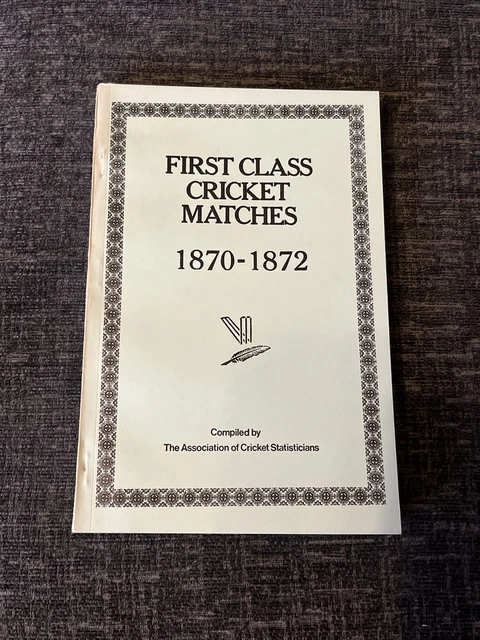 FIRST CLASS
CRICKET
MATCHES
1870-1872
Compiled by
The Association of Cricket Statisticians